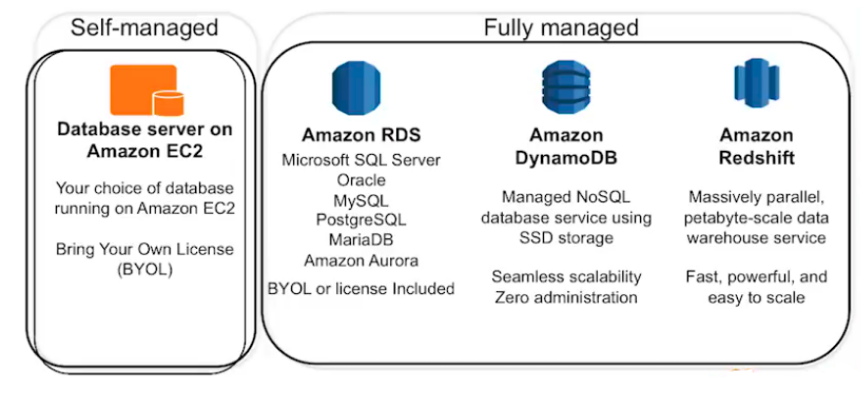 Self-managed
Fully managed
Database server on
Amazon EC2
Your choice of database
running on Amazon EC2
Bring Your Own License
(BYOL)
Amazon RDS
Microsoft SQL Server
Oracle
MySQL
PostgreSQL
MariaDB
Amazon Aurora
BYOL or license Included
Amazon
DynamoDB
Managed NoSQL
database service using
SSD storage
Seamless scalability
Zero administration
Amazon
Redshift
Massively parallel,
petabyte-scale data
warehouse service
Fast, powerful, and
easy to scale